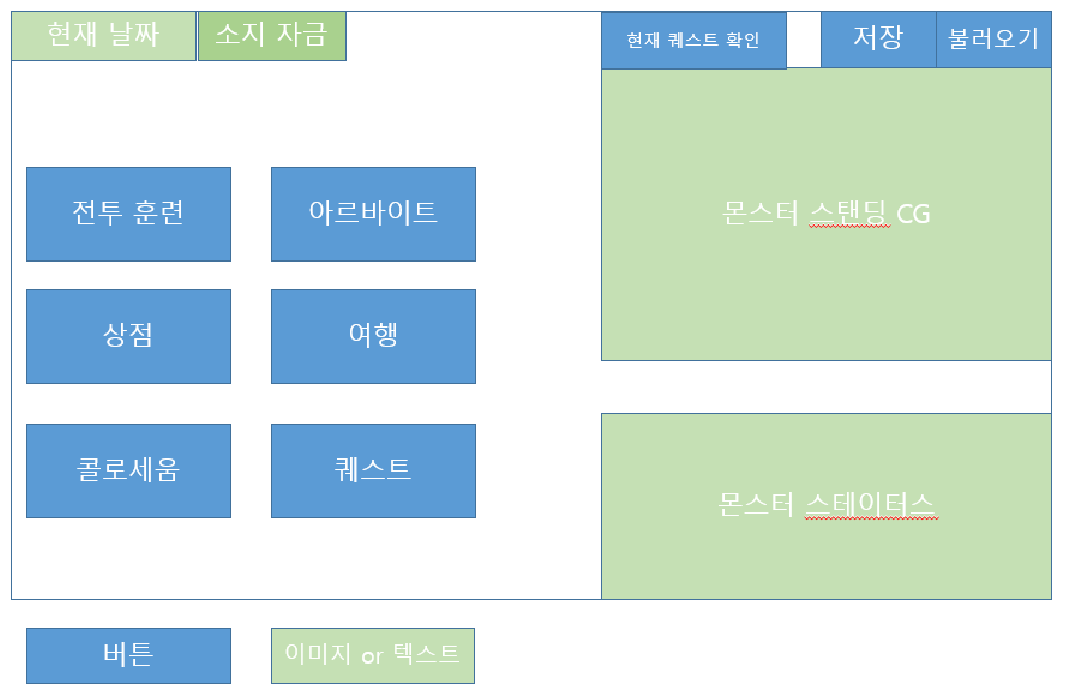 현재 날짜
소지 자금
현재 퀘스트 확인
저장
불러오기
전투 훈련
아르바이트
몬스터 스탠딩 CG
상점
여행
콜로세움
퀘스트
몬스터 스테이터스
버튼
이미지 or 텍스트